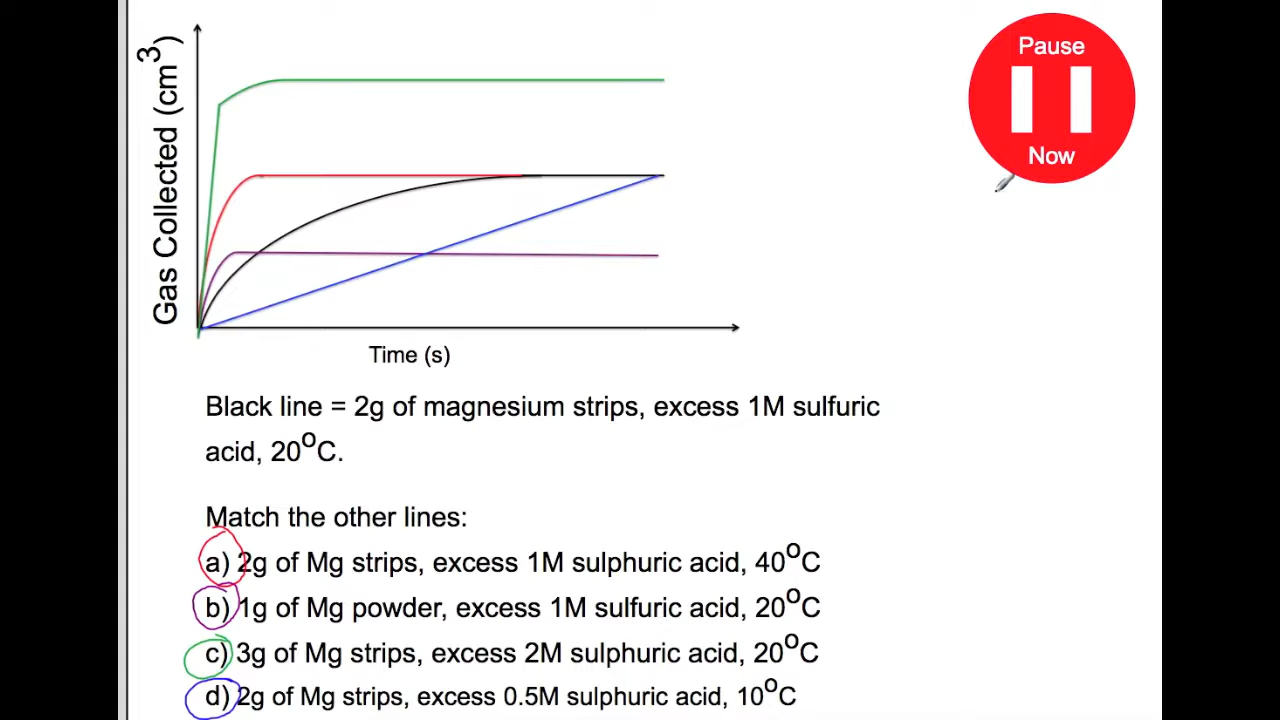 Pause
Now
Gas Collected (cm³)
Time (s)
Black line = 2g of magnesium strips, excess 1M sulfuric
acid, 20ºC.
Match the other lines:
a) 2g of Mg strips, excess 1M sulphuric acid, 40ºC
b) 1g of Mg powder, excess 1M sulfuric acid, 20ºC
c) 3g of Mg strips, excess 2M sulphuric acid, 20ºC
d) 2g of Mg strips, excess 0.5M sulphuric acid, 10ºC